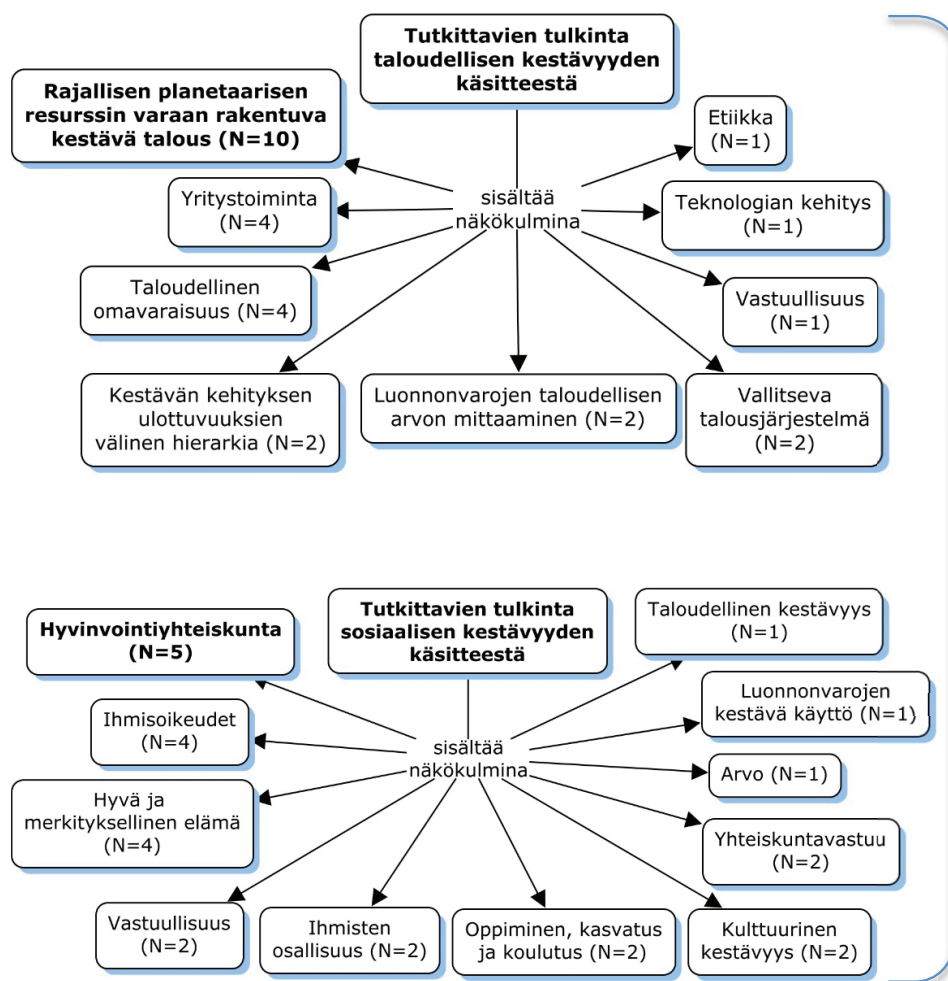 Tutkittavien tulkinta
taloudellisen kestävyyden
käsitteestä
Rajallisen planetaarisen
resurssin varaan rakentuva
kestävä talous (N=10)
Etiikka
(N=1)
Yritystoiminta
(N=4)
sisältää
näkökulmina
Teknologian kehitys
(N=1)
Taloudellinen
omavaraisuus (N=4)
Vastuullisuus
(N=1)
Kestävän kehityksen
ulottuvuuksien
välinen hierarkia (N=2)
Luonnonvarojen taloudellisen
arvon mittaaminen (N=2)
Vallitseva
talousjärjestelmä
(N=2)
Tutkittavien tulkinta
sosiaalisen kestävyyden
käsitteestä
Hyvinvointiyhteiskunta
(N=5)
Taloudellinen kestävyys
(N=1)
Ihmisoikeudet
(N=4)
sisältää
näkökulmina
Luonnonvarojen
kestävä käyttö (N=1)
Arvo (N=1)
Hyvä ja
merkityksellinen elämä
(N=4)
Yhteiskuntavastuu
(N=2)
Vastuullisuus
(N=2)
Ihmisten
osallisuus (N=2)
Oppiminen, kasvatus
ja koulutus (N=2)
Kulttuurinen
kestävyys (N=2)